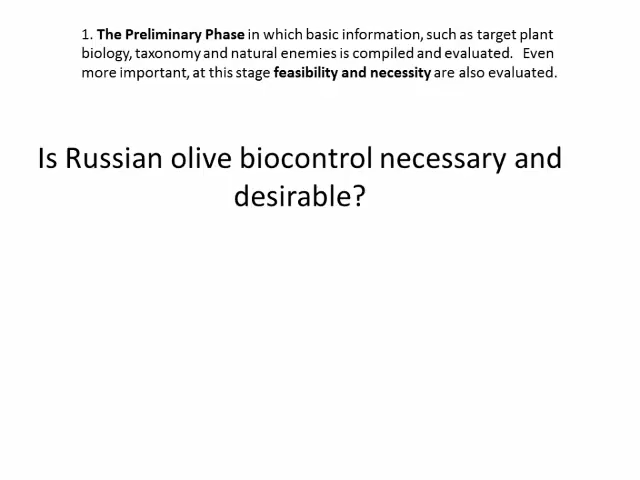 1. The Preliminary Phase in which basic information, such as target plant
biology, taxonomy and natural enemies is compiled and evaluated. Even
more important, at this stage feasibility and necessity are also evaluated.
Is Russian olive biocontrol necessary and
desirable?